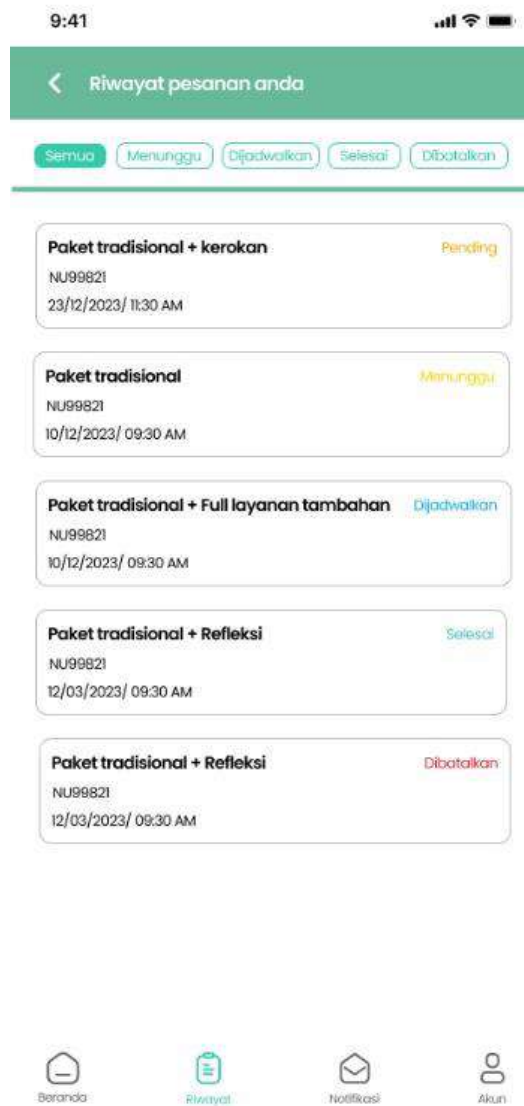 9:41
Riwayat pesanan anda
Semua Menunggu Dijadwalkan Selesai Dibatalkan
Paket tradisional + kerokan Pending
NU99821
23/12/2023/ 11:30 AM
Paket tradisional Menunggu
NU99821
10/12/2023/ 09:30 AM
Paket tradisional + Full layanan tambahan Dijadwalkan
NU99821
10/12/2023/ 09:30 AM
Paket tradisional + Refleksi Selesai
NU99821
12/03/2023/ 09:30 AM
Paket tradisional + Refleksi Dibatalkan
NU99821
12/03/2023/ 09:30 AM
Beranda Riwayat Notifikasi Akun